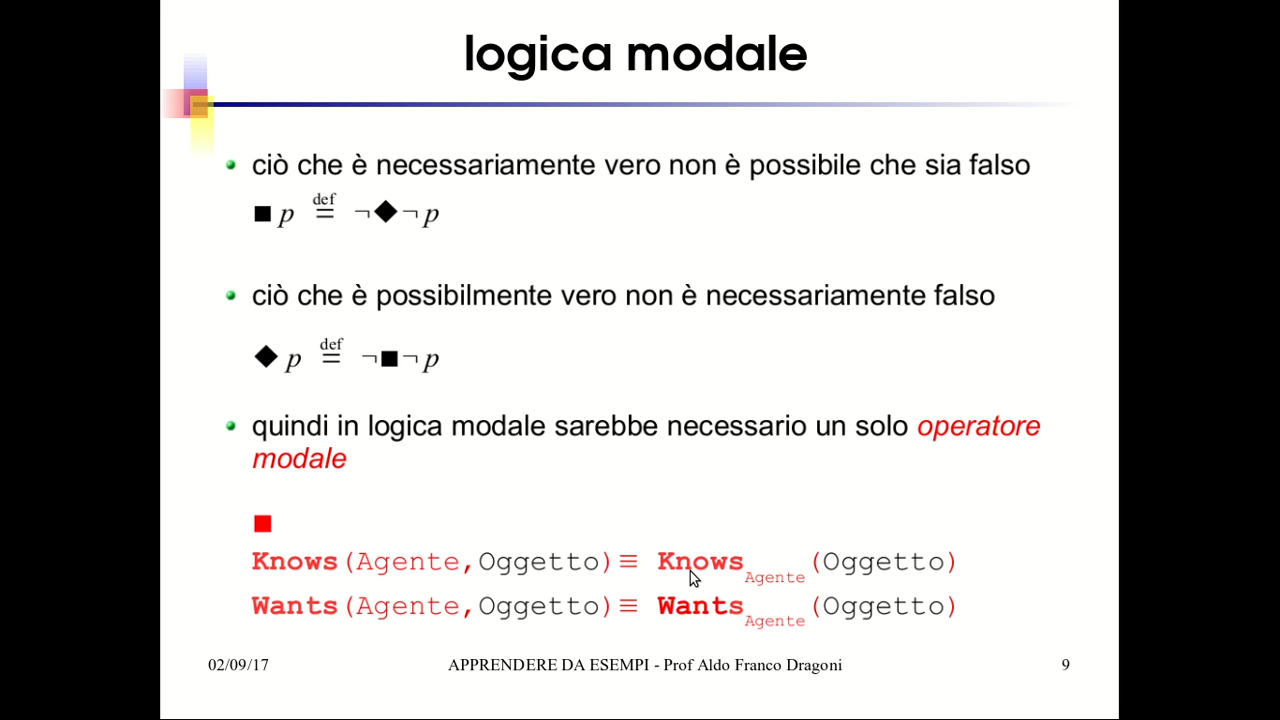 logica modale
ciò che è necessariamente vero non è possibile che sia falso
■ p def = ¬◆¬p
ciò che è possibilmente vero non è necessariamente falso
◆ p def = ¬■¬p
quindi in logica modale sarebbe necessario un solo operatore
modale
■
Knows(Agente,Oggetto)≡ Knows Agente (Oggetto)
Wants(Agente,Oggetto)≡ Wants Agente (Oggetto)
02/09/17 APPRENDERE DA ESEMPI - Prof Aldo Franco Dragoni 9